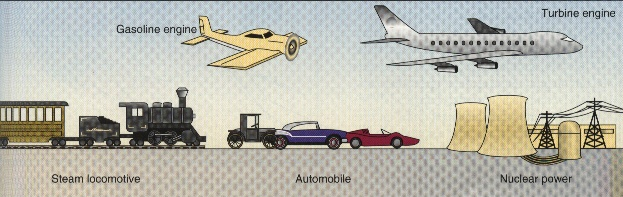 Gasoline engine
Turbine engine
Steam locomotive
Automobile
Nuclear power